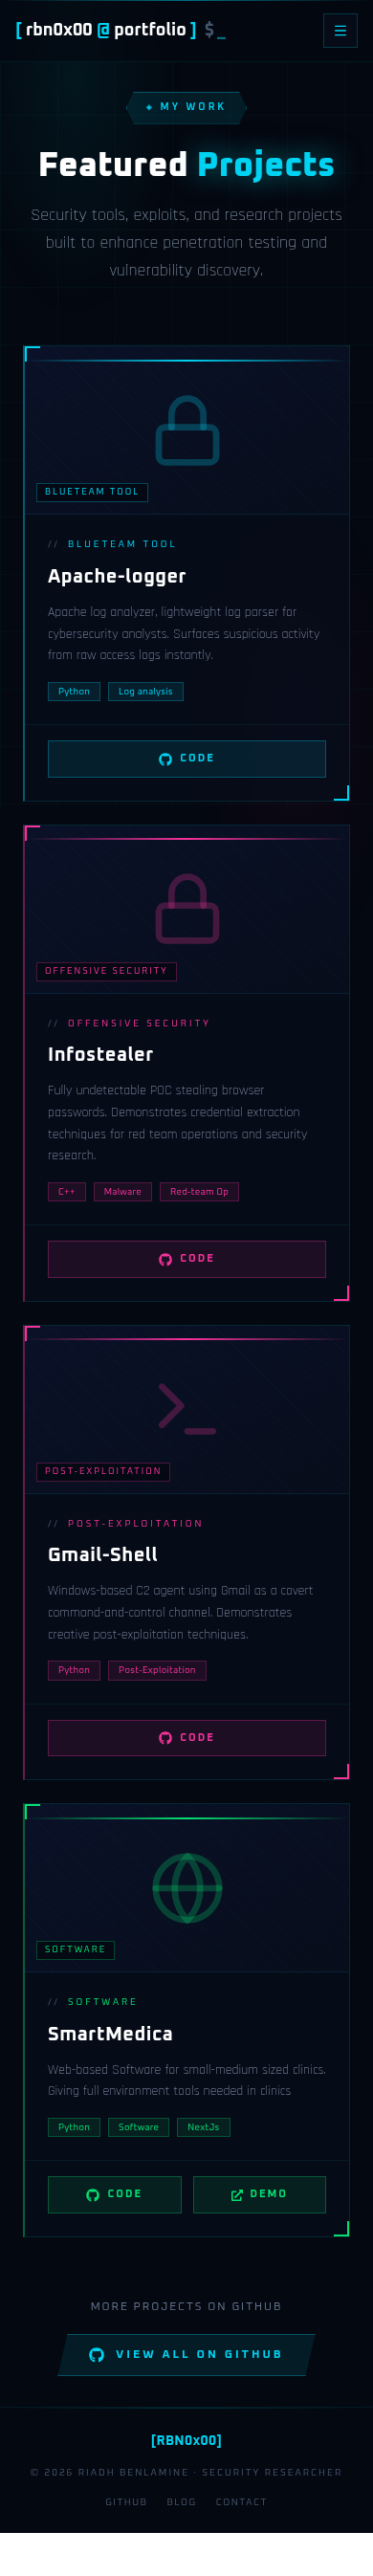 [ rbn0x00 @ portfolio ] $_
◈ MY WORK
Featured Projects
Security tools, exploits, and research projects
built to enhance penetration testing and
vulnerability discovery.
BLUETEAM TOOL
// BLUETEAM TOOL
Apache-logger
Apache log analyzer, lightweight log parser for
cybersecurity analysts. Surfaces suspicious activity
from raw access logs instantly.
Python Log analysis
CODE
OFFENSIVE SECURITY
// OFFENSIVE SECURITY
Infostealer
Fully undetectable POC stealing browser
passwords. Demonstrates credential extraction
techniques for red team operations and security
research.
C++ Malware Red-team Op
CODE
POST-EXPLOITATION
// POST-EXPLOITATION
Gmail-Shell
Windows-based C2 agent using Gmail as a covert
command-and-control channel. Demonstrates
creative post-exploitation techniques.
Python Post-Exploitation
CODE
SOFTWARE
// SOFTWARE
SmartMedica
Web-based Software for small-medium sized clinics.
Giving full environment tools needed in clinics
Python Software NextJs
CODE DEMO
MORE PROJECTS ON GITHUB
VIEW ALL ON GITHUB
[RBN0x00]
© 2026 RIADH BENLAMINE · SECURITY RESEARCHER
GITHUB BLOG CONTACT